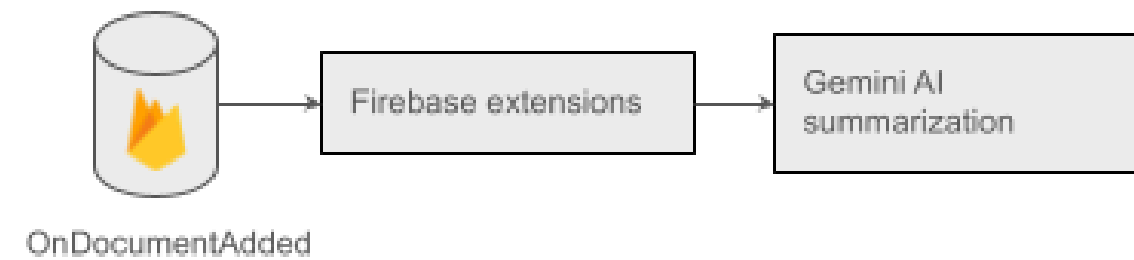 Firebase extensions
Gemini AI
summarization
OnDocumentAdded